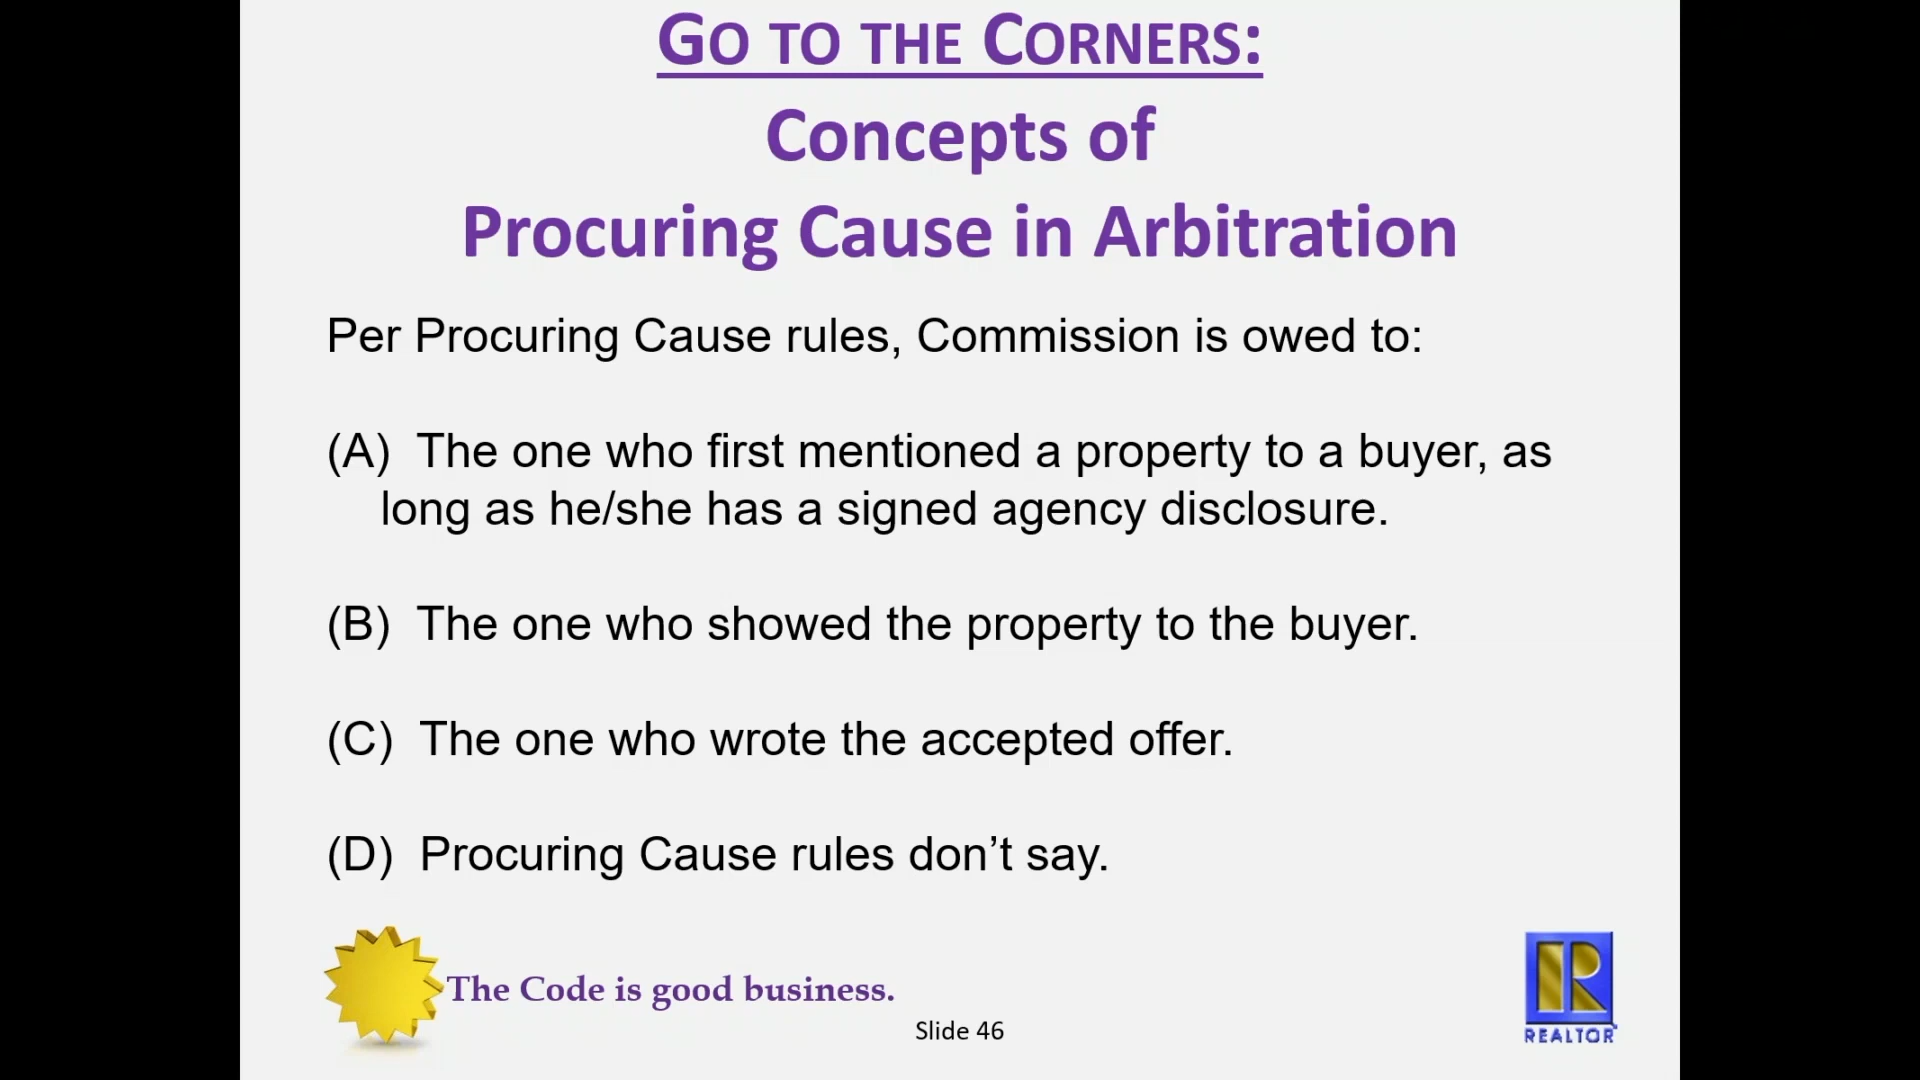 GO TO THE CORNERS:
Concepts of
Procuring Cause in Arbitration
Per Procuring Cause rules, Commission is owed to:
(A) The one who first mentioned a property to a buyer, as
long as he/she has a signed agency disclosure.
(B) The one who showed the property to the buyer.
(C) The one who wrote the accepted offer.
(D) Procuring Cause rules don’t say.
The Code is good business.
Slide 46
R
REALTOR